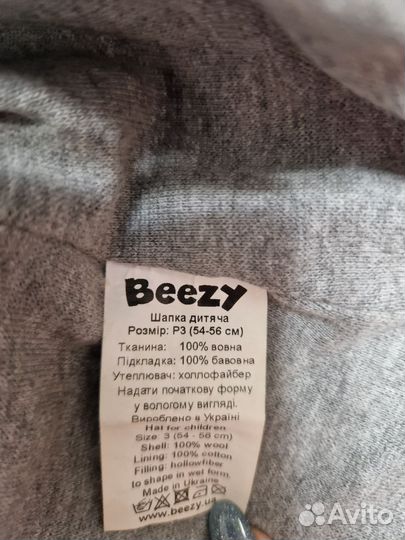 Beezy
Шапка дитяча
Розмір: Р3 (54-56 см)
Тканина: 100% вовна
Підкладка: 100% бавовна
Утеплювач: холлофайбер
Надати початкову форму
у вологому вигляді.
Вироблено в Україні
Hat for children
Size: 3 (54 - 56 cm)
Shell: 100% wool
Lining: 100% cotton
Filling: hollowfiber
to shape in wet form
Made in Ukraine
www.beezy.ua
Avito